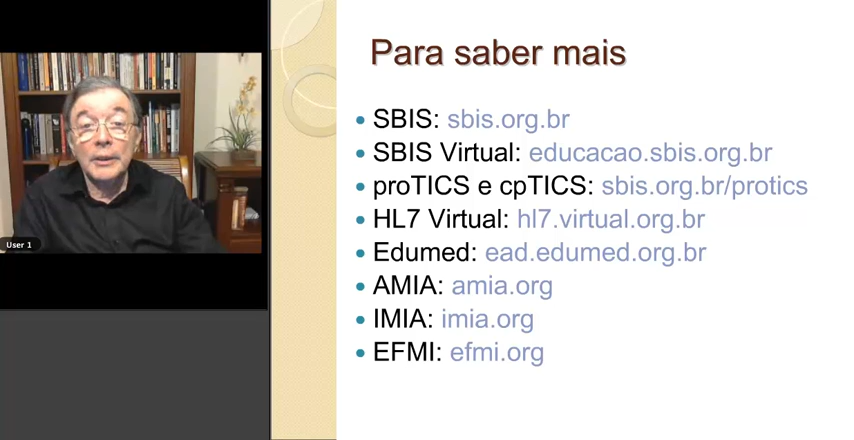 Para saber mais
SBIS: sbis.org.br
SBIS Virtual: educacao.sbis.org.br
proTICS e cpTICS: sbis.org.br/protics
HL7 Virtual: hl7.virtual.org.br
Edumed: ead.edumed.org.br
AMIA: amia.org
IMIA: imia.org
EFMI: efmi.org
User 1